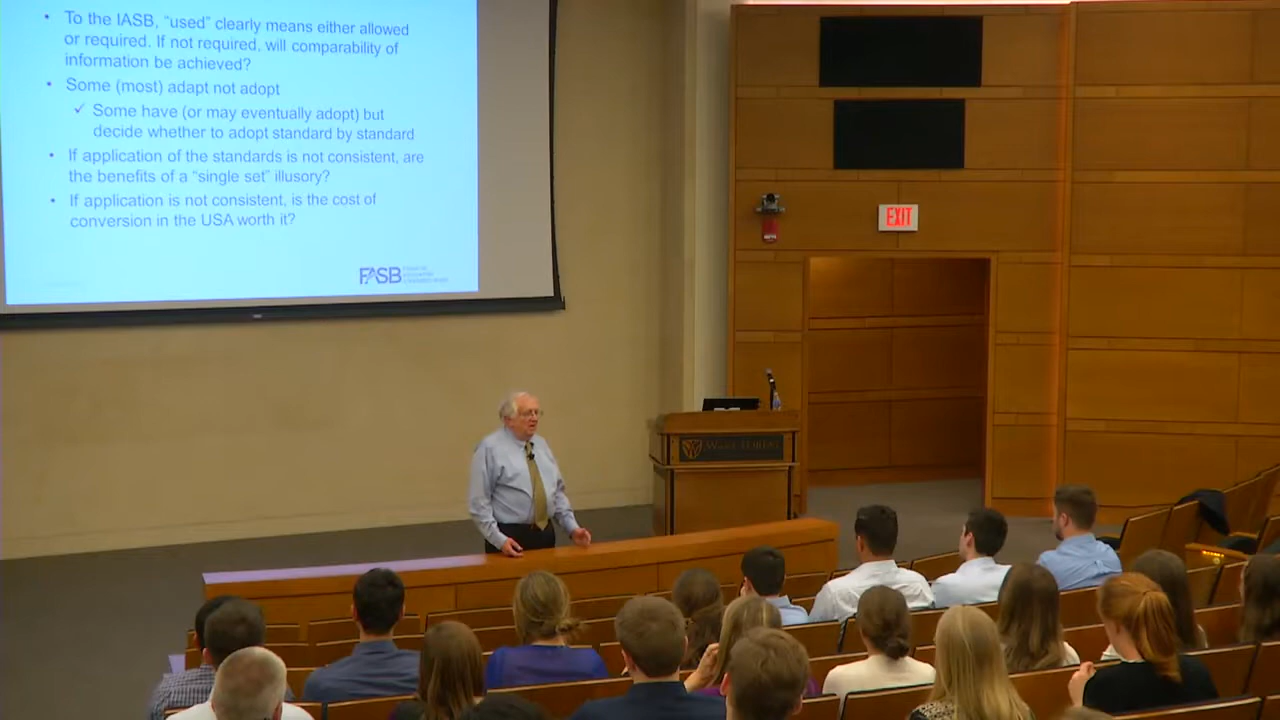 • To the IASB, “used” clearly means either allowed
or required. If not required, will comparability of
information be achieved?
• Some (most) adapt not adopt
✓ Some have (or may eventually adopt) but
decide whether to adopt standard by standard
• If application of the standards is not consistent, are
the benefits of a “single set” illusory?
• If application is not consistent, is the cost of
conversion in the USA worth it?
FASB
EXIT